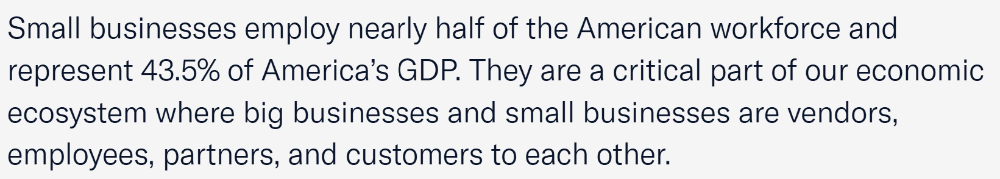 Small businesses employ nearly half of the American workforce and
represent 43.5% of America’s GDP. They are a critical part of our economic
ecosystem where big businesses and small businesses are vendors,
employees, partners, and customers to each other.